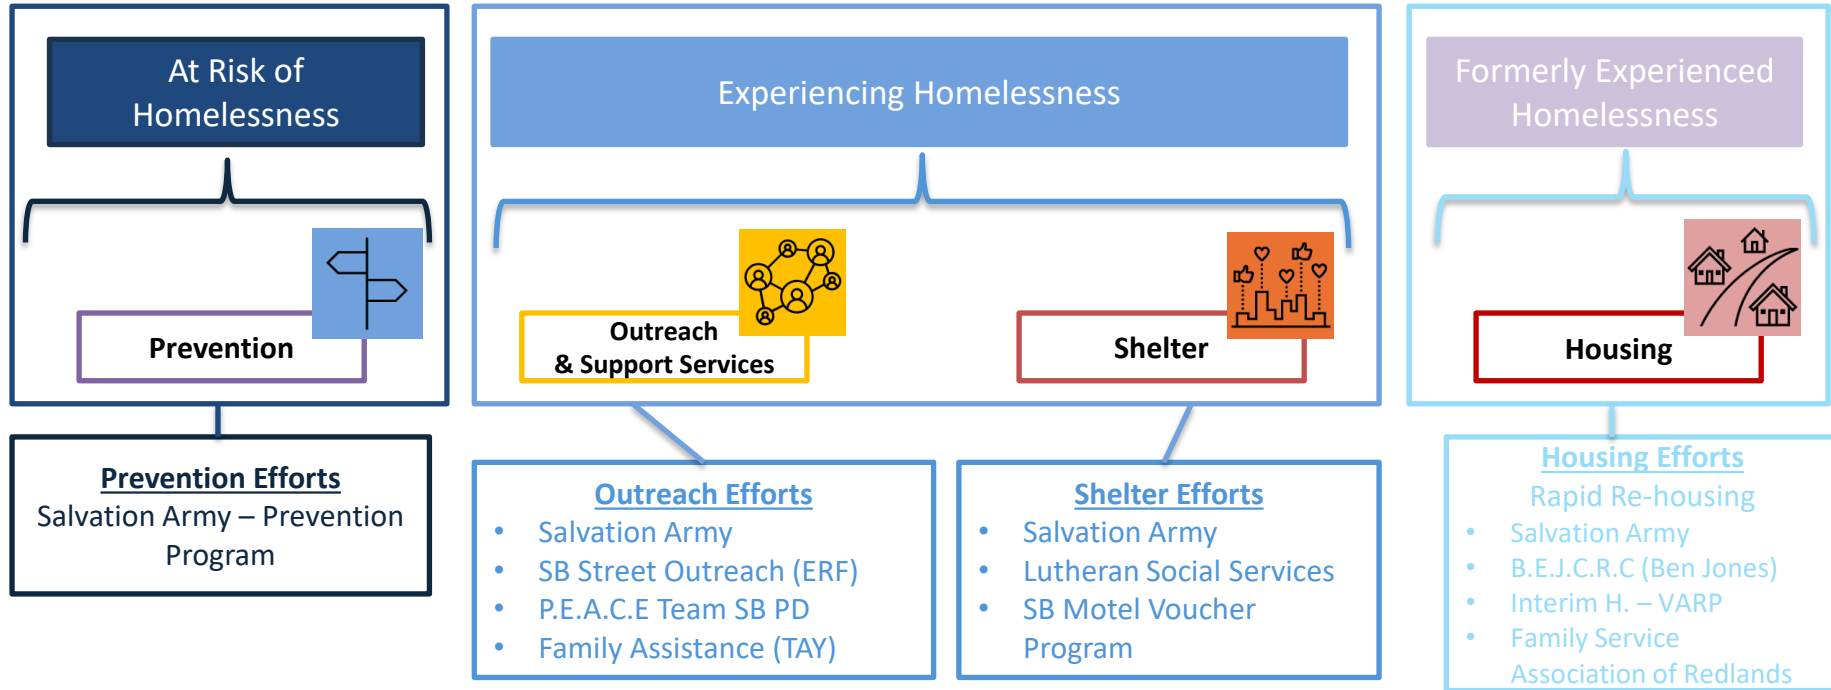 At Risk of
Homelessness
Prevention
Prevention Efforts
Salvation Army – Prevention
Program
Experiencing Homelessness
Outreach
& Support Services
Shelter
Outreach Efforts
• Salvation Army
• SB Street Outreach (ERF)
• P.E.A.C.E Team SB PD
• Family Assistance (TAY)
Shelter Efforts
• Salvation Army
• Lutheran Social Services
• SB Motel Voucher
Program
Formerly Experienced
Homelessness
Housing
Housing Efforts
Rapid Re-housing
• Salvation Army
• B.E.J.C.R.C (Ben Jones)
• Interim H. – VARP
• Family Service
Association of Redlands